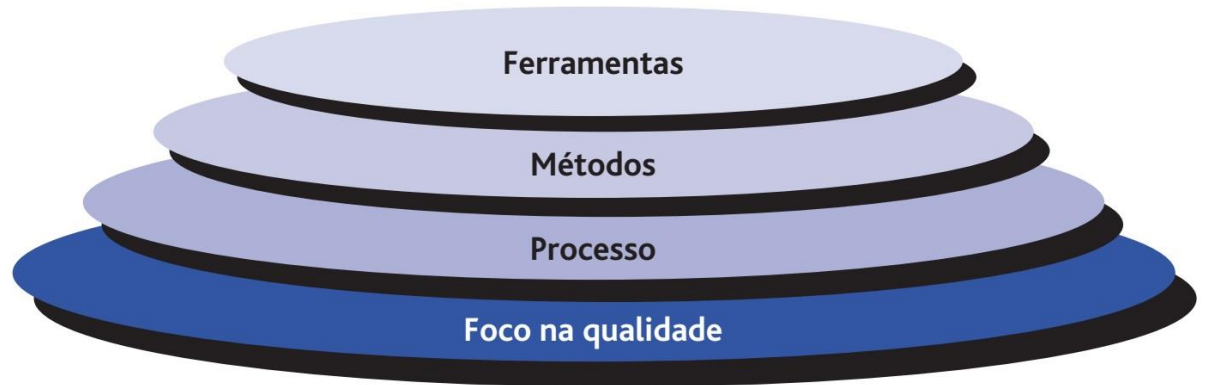 Ferramentas
Métodos
Processo
Foco na qualidade